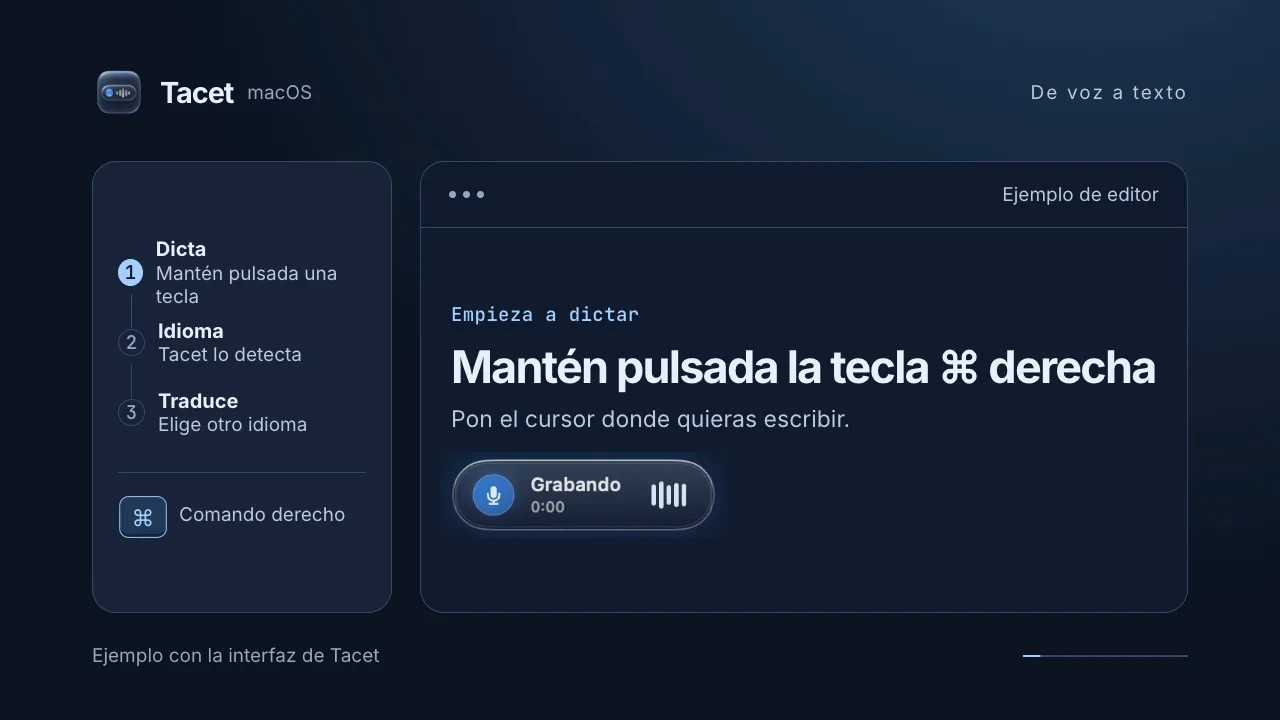 Tacet macOS
De voz a texto
1
Dicta
Mantén pulsada una
tecla
2
Idioma
Tacet lo detecta
3
Traduce
Elige otro idioma
⌘
Comando derecho
Ejemplo de editor
Empieza a dictar
Mantén pulsada la tecla ⌘ derecha
Pon el cursor donde quieras escribir.
Grabando
0:00
Ejemplo con la interfaz de Tacet